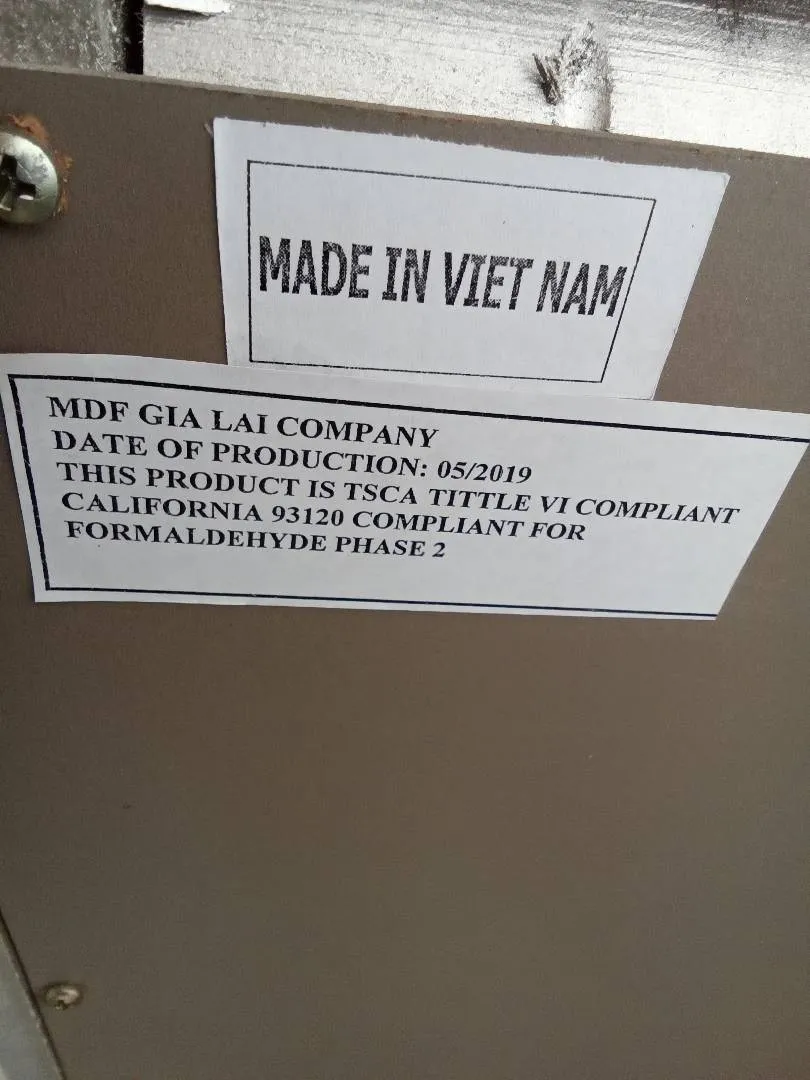 MADE IN VIET NAM
MDF GIA LAI COMPANY
DATE OF PRODUCTION: 05/2019
THIS PRODUCT IS TSCA TITTLE VI COMPLIANT
CALIFORNIA 93120 COMPLIANT FOR
FORMALDEHYDE PHASE 2